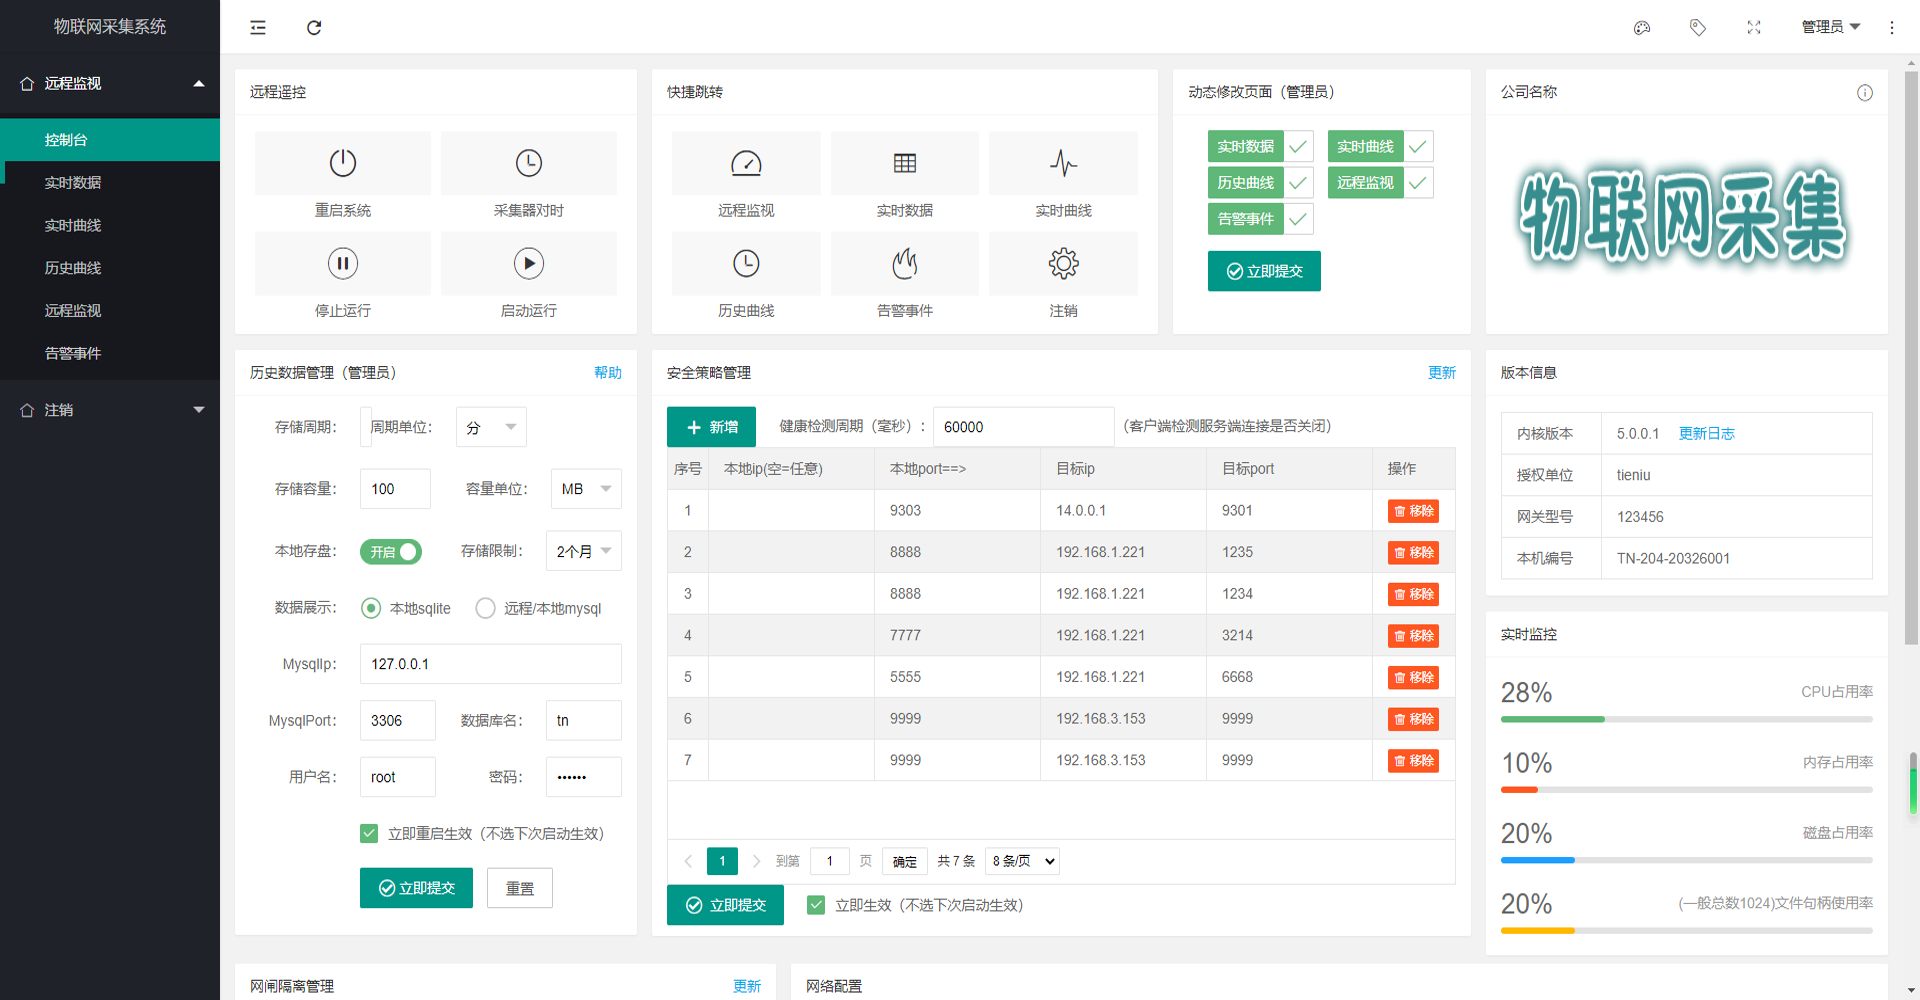 物联网采集系统
管理员
远程监视
控制台
实时数据
实时曲线
历史曲线
远程监视
告警事件
注销
远程遥控
重启系统
采集器对时
停止运行
启动运行
快捷跳转
远程监视
实时数据
实时曲线
历史曲线
告警事件
注销
动态修改页面（管理员）
实时数据
实时曲线
历史曲线
远程监视
告警事件
立即提交
公司名称
物联网采集
历史数据管理（管理员）
帮助
存储周期：
周期单位：
分
存储容量：
100
容量单位：
MB
本地存盘：
开启
存储限制：
2个月
数据展示：
本地sqlite
远程/本地mysql
MysqlIp：
127.0.0.1
MysqlPort：
3306
数据库名：
tn
用户名：
root
密码：
••••••
立即重启生效（不选下次启动生效）
立即提交
重置
安全策略管理
更新
新增
健康检测周期（毫秒）：
60000
(客户端检测服务端连接是否关闭)
序号 本地ip(空=任意) 本地port==> 目标ip 目标port 操作
1 9303 14.0.0.1 9301 移除
2 8888 192.168.1.221 1235 移除
3 8888 192.168.1.221 1234 移除
4 7777 192.168.1.221 3214 移除
5 5555 192.168.1.221 6668 移除
6 9999 192.168.3.153 9999 移除
7 9999 192.168.3.153 9999 移除
1 到第 1 页 确定 共 7 条 8 条/页
立即提交
立即生效（不选下次启动生效）
版本信息
内核版本 5.0.0.1 更新日志
授权单位 tieniu
网关型号 123456
本机编号 TN-204-20326001
实时监控
28% CPU占用率
10% 内存占用率
20% 磁盘占用率
20% (一般总数1024)文件句柄使用率
网闸隔离管理
更新
网络配置